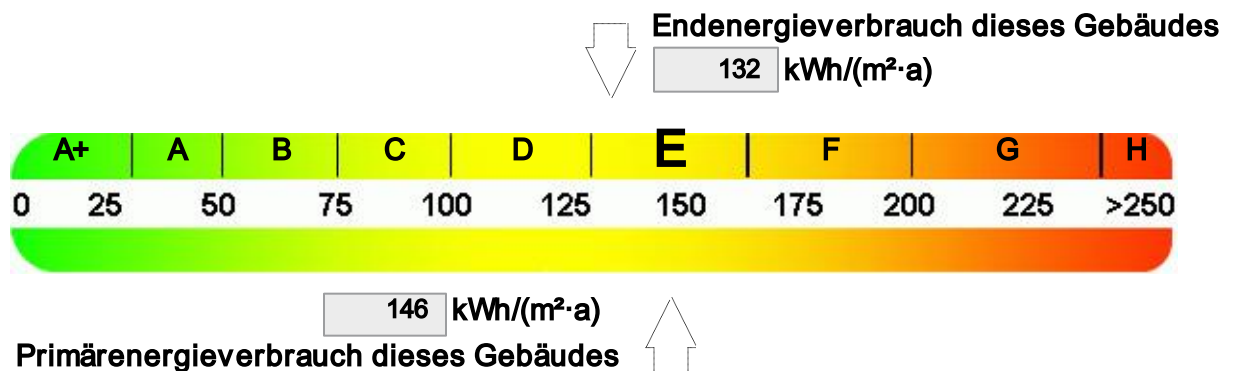 Endenergieverbrauch dieses Gebäudes
132 kWh/(m²·a)
A+ A B C D E F G H
0 25 50 75 100 125 150 175 200 225 >250
146 kWh/(m²·a)
Primärenergieverbrauch dieses Gebäudes